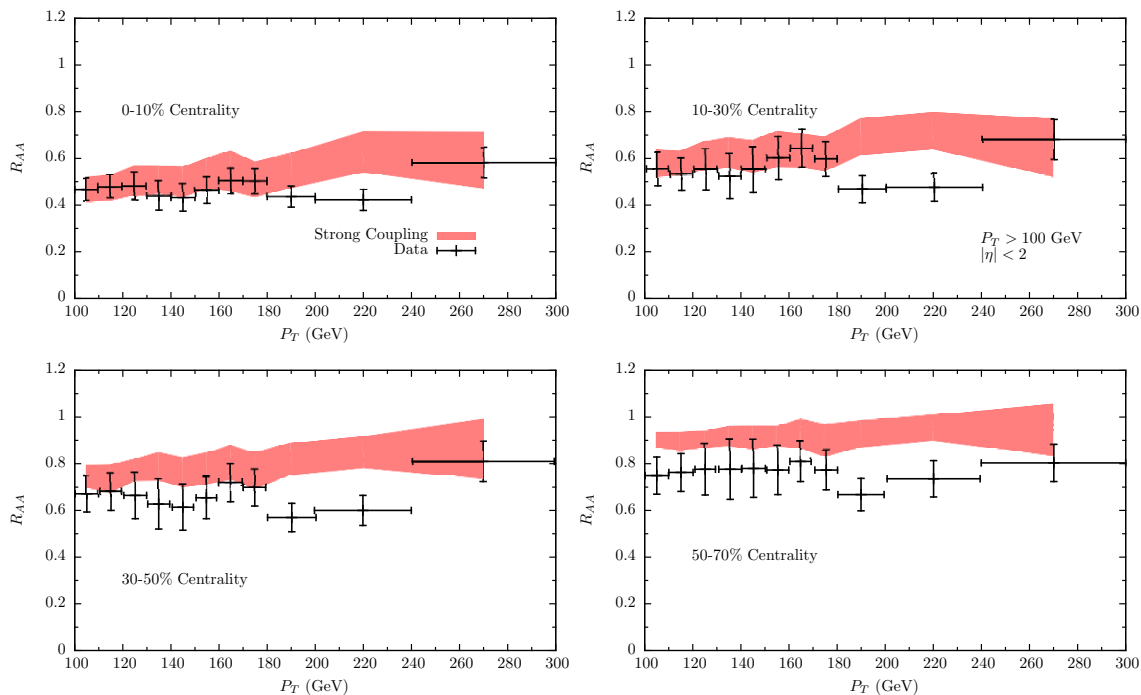 1.2
1
0.8
0.6
0.4
0.2
0
R_AA
0-10% Centrality
Strong Coupling
Data
100 120 140 160 180 200 220 240 260 280 300
P_T (GeV)
1.2
1
0.8
0.6
0.4
0.2
0
R_AA
10-30% Centrality
P_T > 100 GeV
|η| < 2
100 120 140 160 180 200 220 240 260 280 300
P_T (GeV)
1.2
1
0.8
0.6
0.4
0.2
0
R_AA
30-50% Centrality
100 120 140 160 180 200 220 240 260 280 300
P_T (GeV)
1.2
1
0.8
0.6
0.4
0.2
0
R_AA
50-70% Centrality
100 120 140 160 180 200 220 240 260 280 300
P_T (GeV)